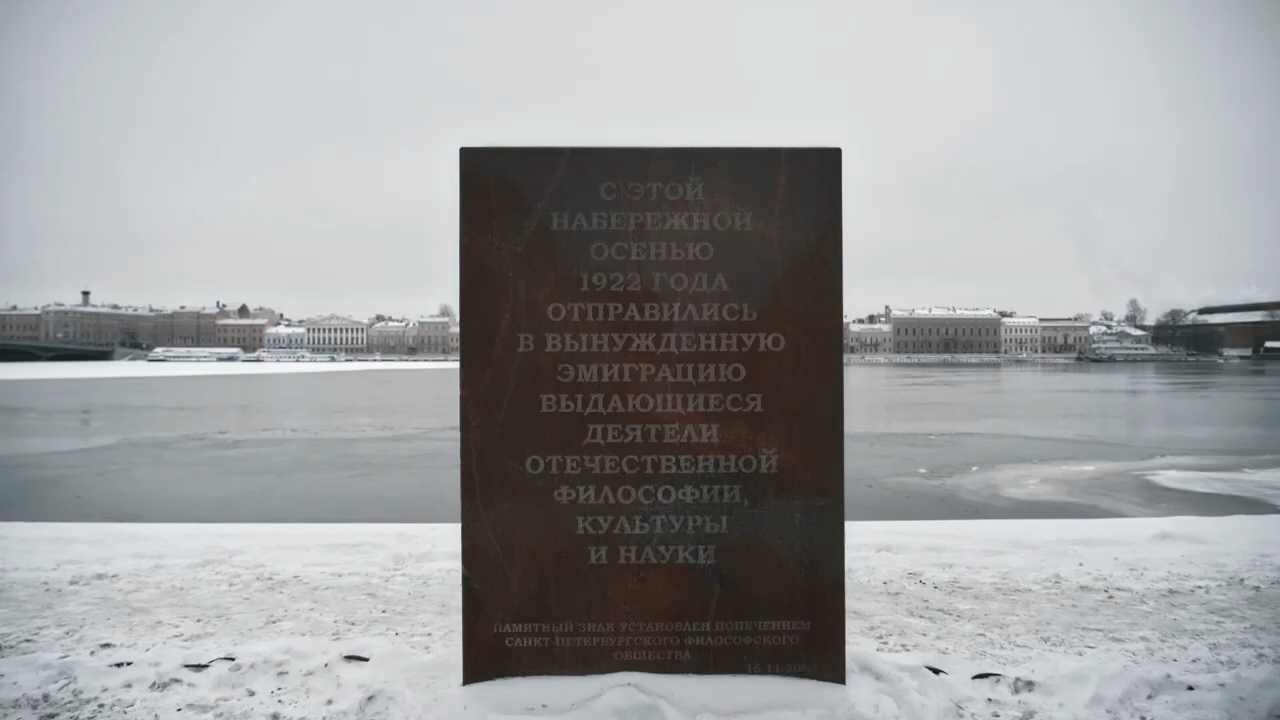 С ЭТОЙ
НАБЕРЕЖНОЙ
ОСЕНЬЮ
1922 ГОДА
ОТПРАВИЛИСЬ
В ВЫНУЖДЕННУЮ
ЭМИГРАЦИЮ
ВЫДАЮЩИЕСЯ
ДЕЯТЕЛИ
ОТЕЧЕСТВЕННОЙ
ФИЛОСОФИИ,
КУЛЬТУРЫ
И НАУКИ
ПАМЯТНЫЙ ЗНАК УСТАНОВЛЕН ПОПЕЧЕНИЕМ
САНКТ-ПЕТЕРБУРГСКОГО ФИЛОСОФСКОГО
ОБЩЕСТВА